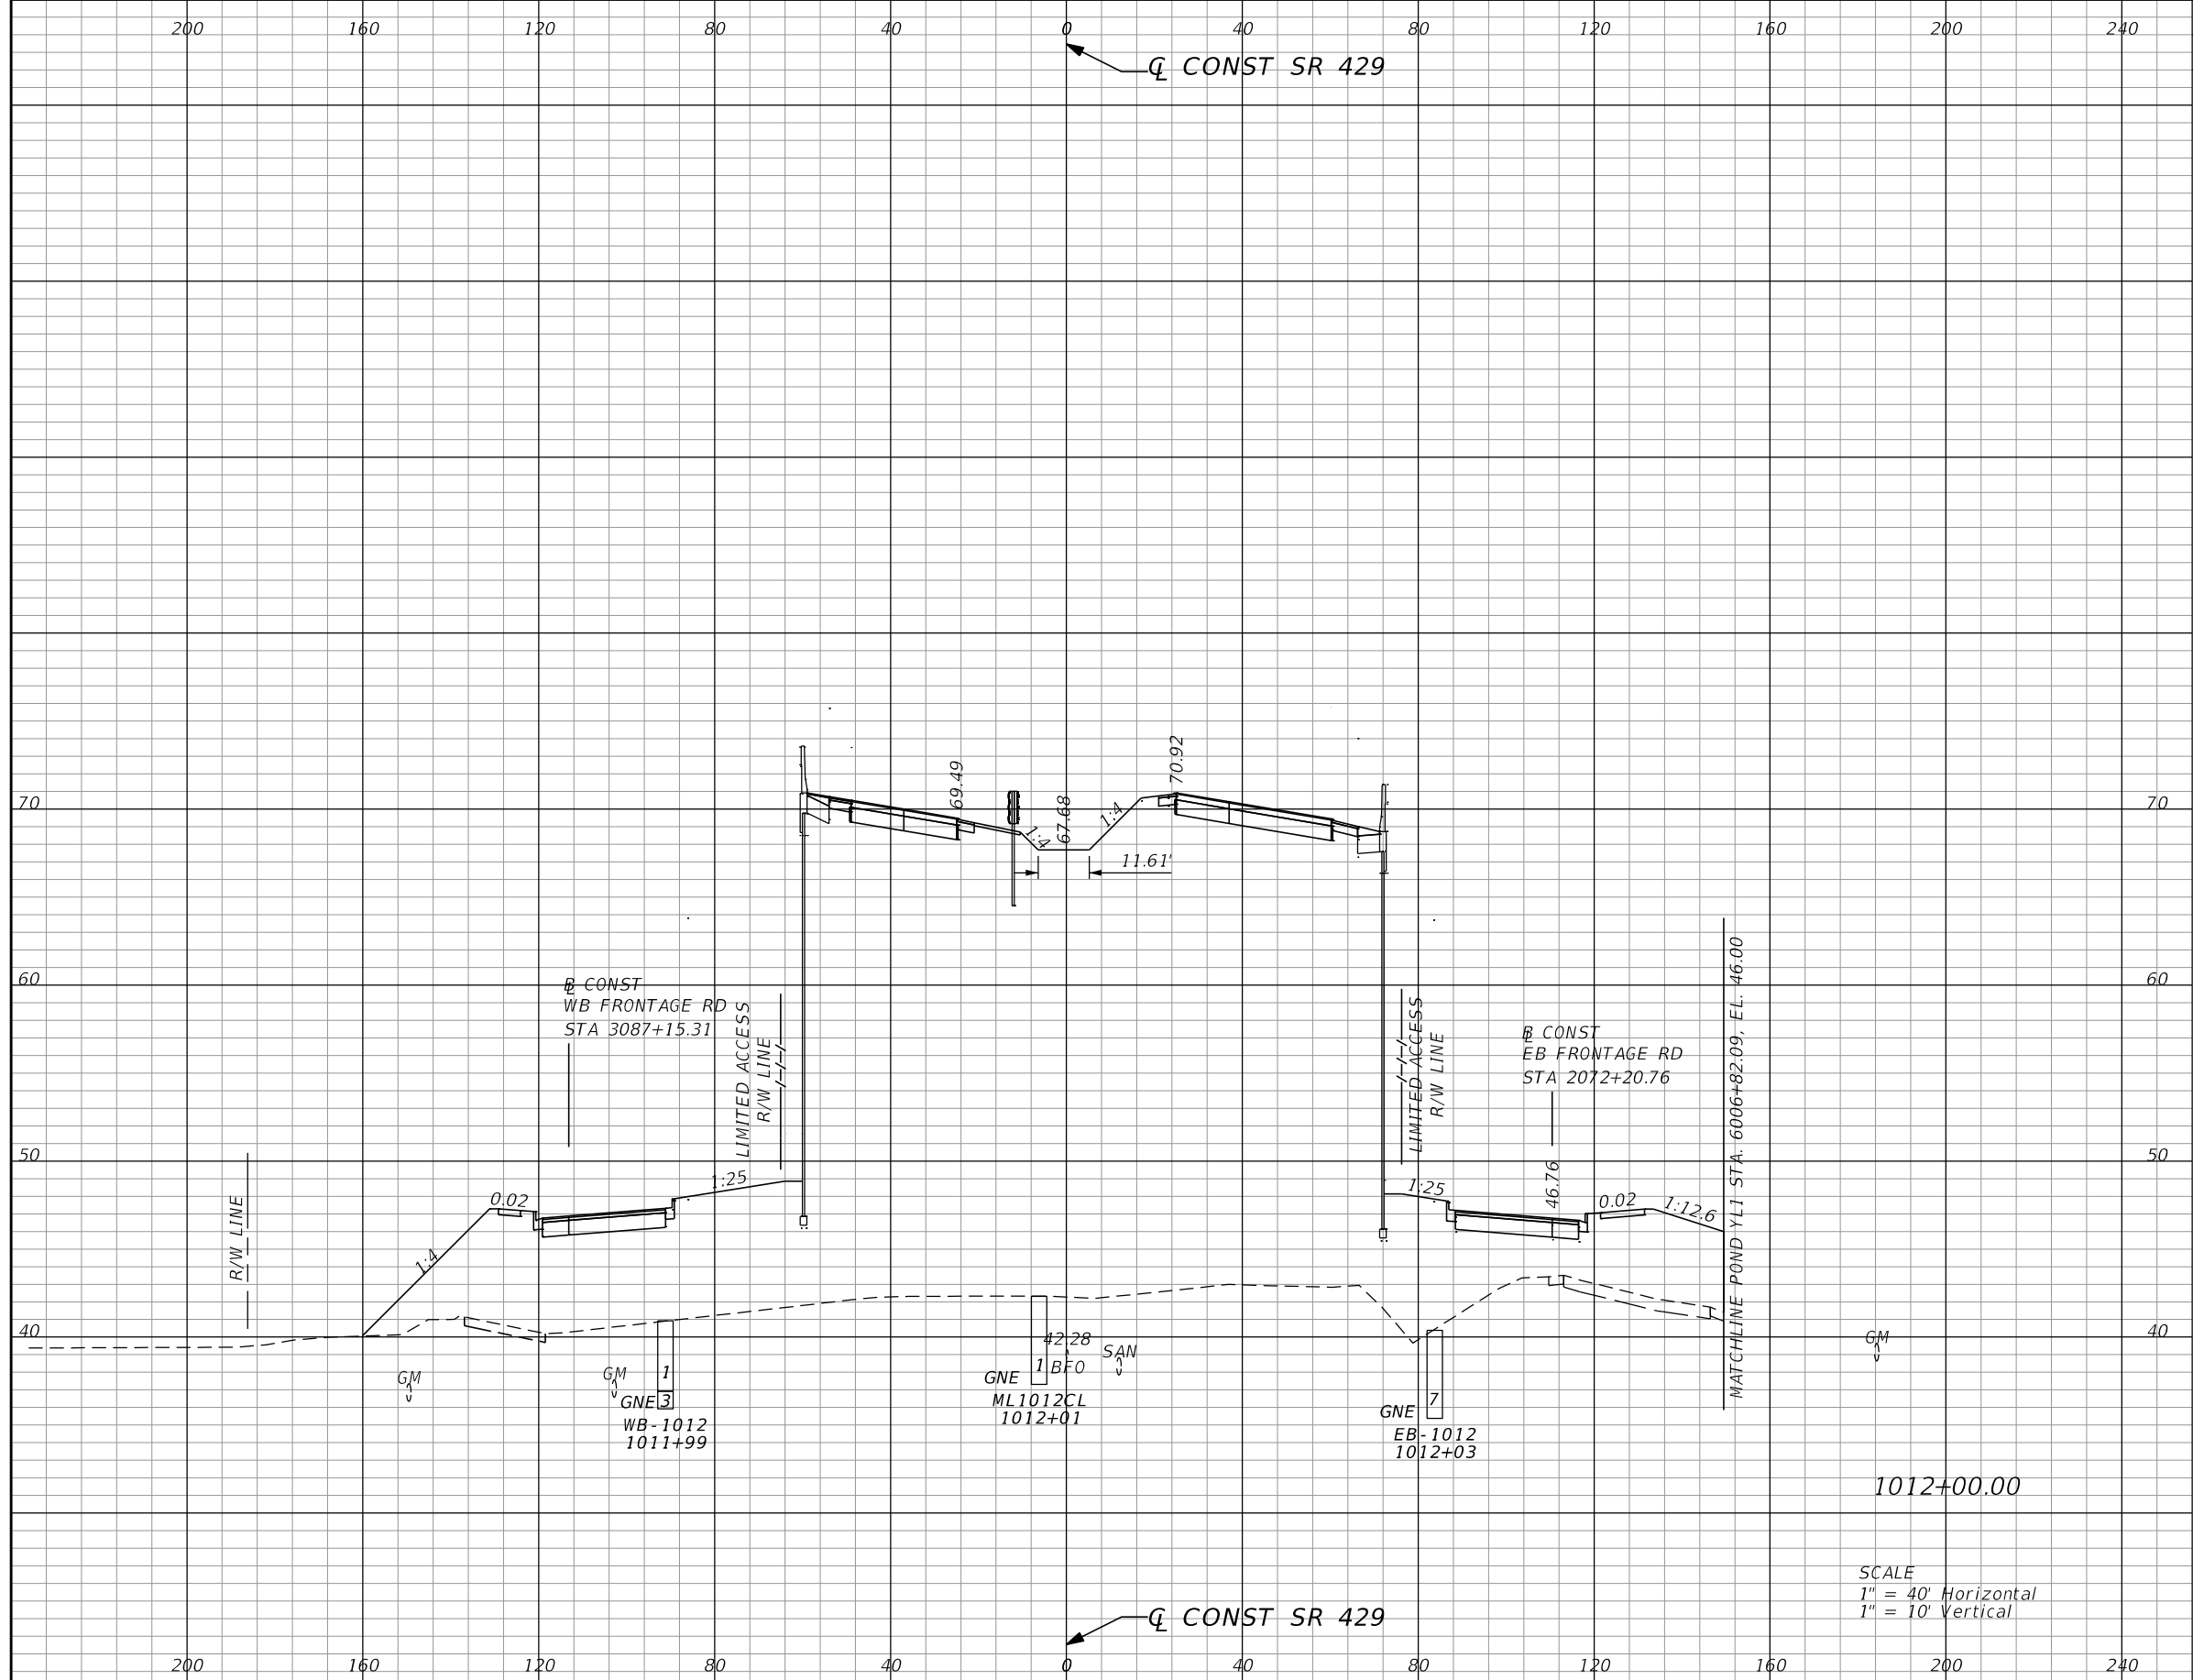 200 160 120 80 40 0 40 80 120 160 200 240
℄ CONST SR 429
70 70
69.49
67.68
70.92
1:4
1:4
11.61'
60 60
⅊ CONST
WB FRONTAGE RD
STA 3087+15.31
LIMITED ACCESS
R/W LINE
LIMITED ACCESS
R/W LINE
⅊ CONST
EB FRONTAGE RD
STA 2072+20.76
MATCHLINE POND YL1 STA. 6006+82.09, EL. 46.00
50 50
R/W LINE
1:4
0.02
1:25
1:25
46.76
0.02
1:12.6
40 40
GM
GM
1
GNE 3
WB-1012
1011+99
42.28
GNE 1 BFO
SAN
ML1012CL
1012+01
7
GNE
EB-1012
1012+03
GM
1012+00.00
SCALE
1" = 40' Horizontal
1" = 10' Vertical
℄ CONST SR 429
200 160 120 80 40 0 40 80 120 160 200 240